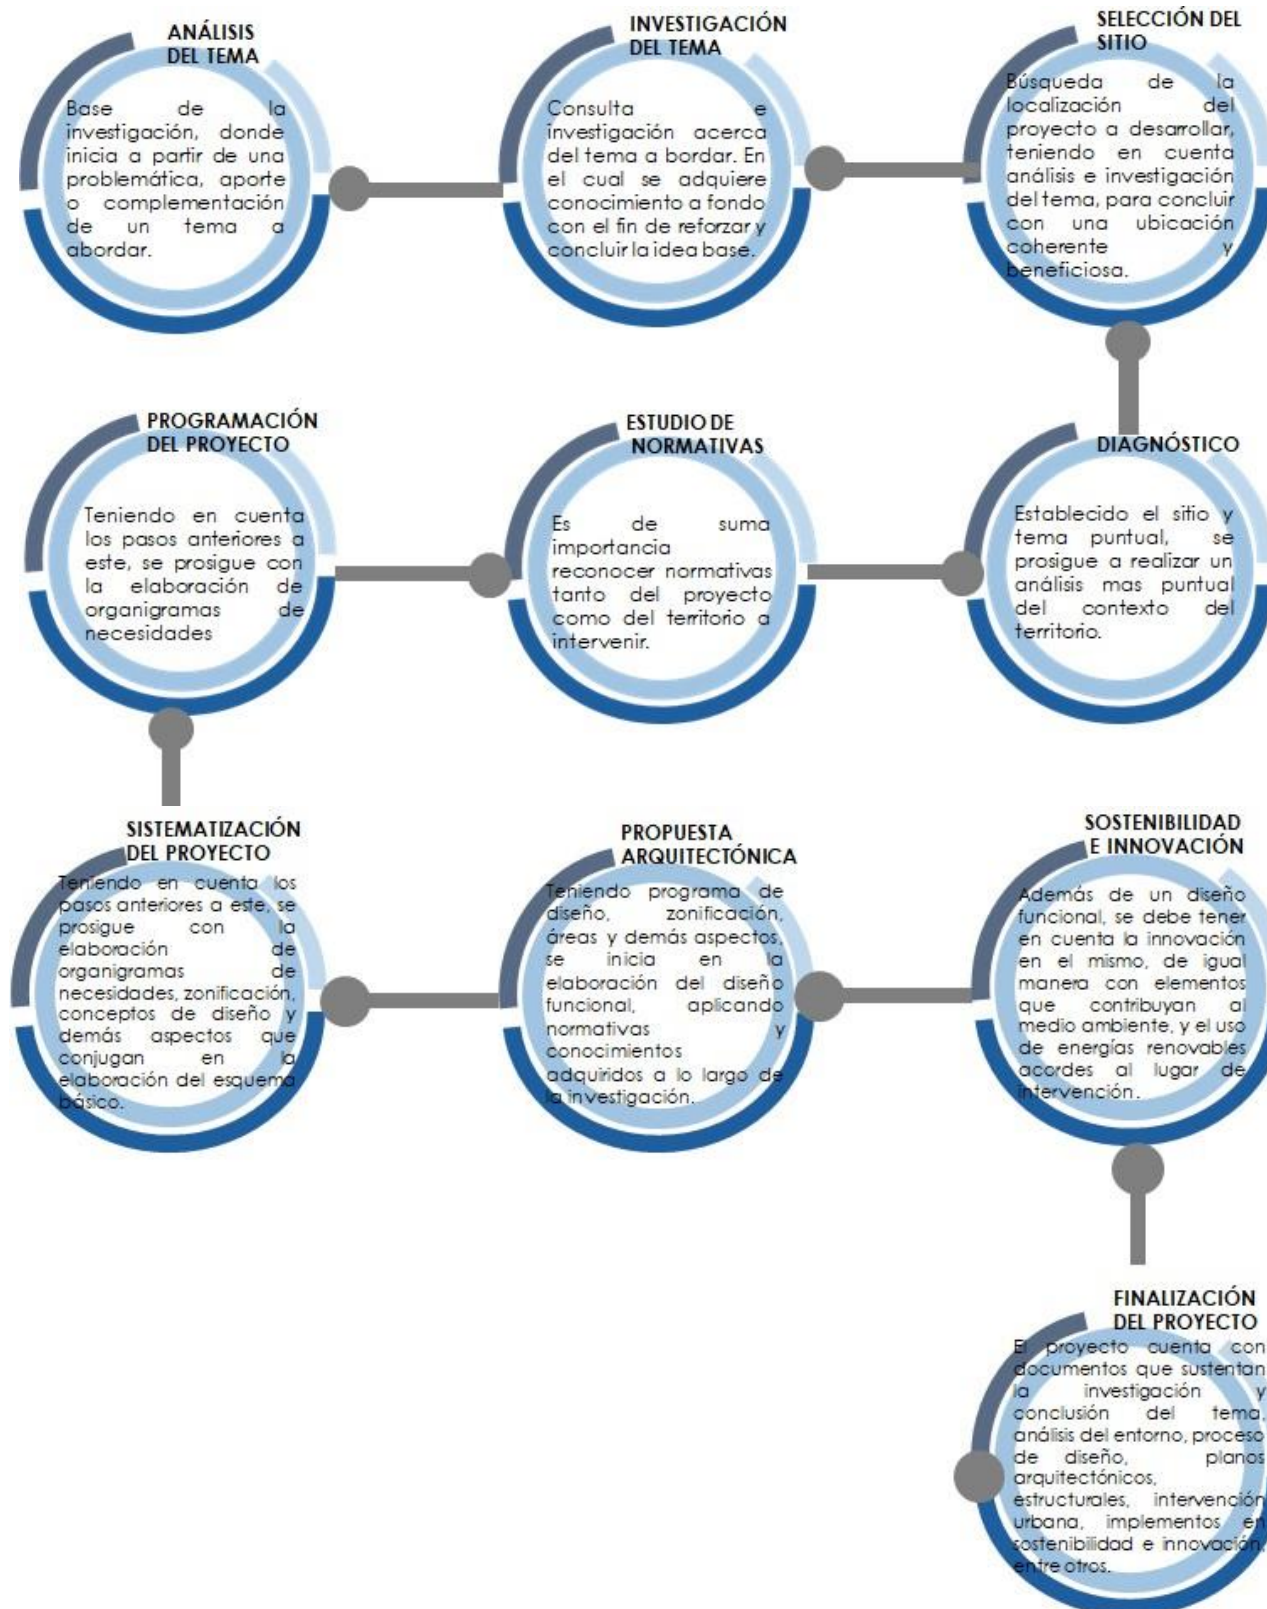 ANÁLISIS
DEL TEMA
Base de la
investigación, donde
inicia a partir de una
problemática, aporte
o complementación
de un tema a
abordar.
INVESTIGACIÓN
DEL TEMA
Consulta e
investigación acerca
del tema a bordar. En
el cual se adquiere
conocimiento a fondo
con el fin de reforzar y
concluir la idea base.
SELECCIÓN DEL
SITIO
Búsqueda de la
localización del
proyecto a desarrollar,
teniendo en cuenta
análisis e investigación
del tema, para concluir
con una ubicación
coherente y
beneficiosa.
PROGRAMACIÓN
DEL PROYECTO
Teniendo en cuenta
los pasos anteriores a
este, se prosigue con
la elaboración de
organigramas de
necesidades
ESTUDIO DE
NORMATIVAS
Es de suma
importancia
reconocer normativas
tanto del proyecto
como del territorio a
intervenir.
DIAGNÓSTICO
Establecido el sitio y
tema puntual, se
prosigue a realizar un
análisis mas puntual
del contexto del
territorio.
SISTEMATIZACIÓN
DEL PROYECTO
Teniendo en cuenta los
pasos anteriores a este, se
prosigue con la
elaboración de
organigramas de
necesidades, zonificación,
conceptos de diseño y
demás aspectos que
conjugan en la
elaboración del esquema
básico.
PROPUESTA
ARQUITECTÓNICA
Teniendo programa de
diseño, zonificación,
áreas y demás aspectos,
se inicia en la
elaboración del diseño
funcional, aplicando
normativas y
conocimientos
adquiridos a lo largo de
la investigación.
SOSTENIBILIDAD
E INNOVACIÓN
Además de un diseño
funcional, se debe tener
en cuenta la innovación
en el mismo, de igual
manera con elementos
que contribuyan al
medio ambiente, y el uso
de energías renovables
acordes al lugar de
intervención.
FINALIZACIÓN
DEL PROYECTO
El proyecto cuenta con
documentos que sustentan
la investigación y
conclusión del tema,
análisis del entorno, proceso
de diseño, planos
arquitectónicos,
estructurales, intervención
urbana, implementos en
sostenibilidad e innovación,
entre otros.